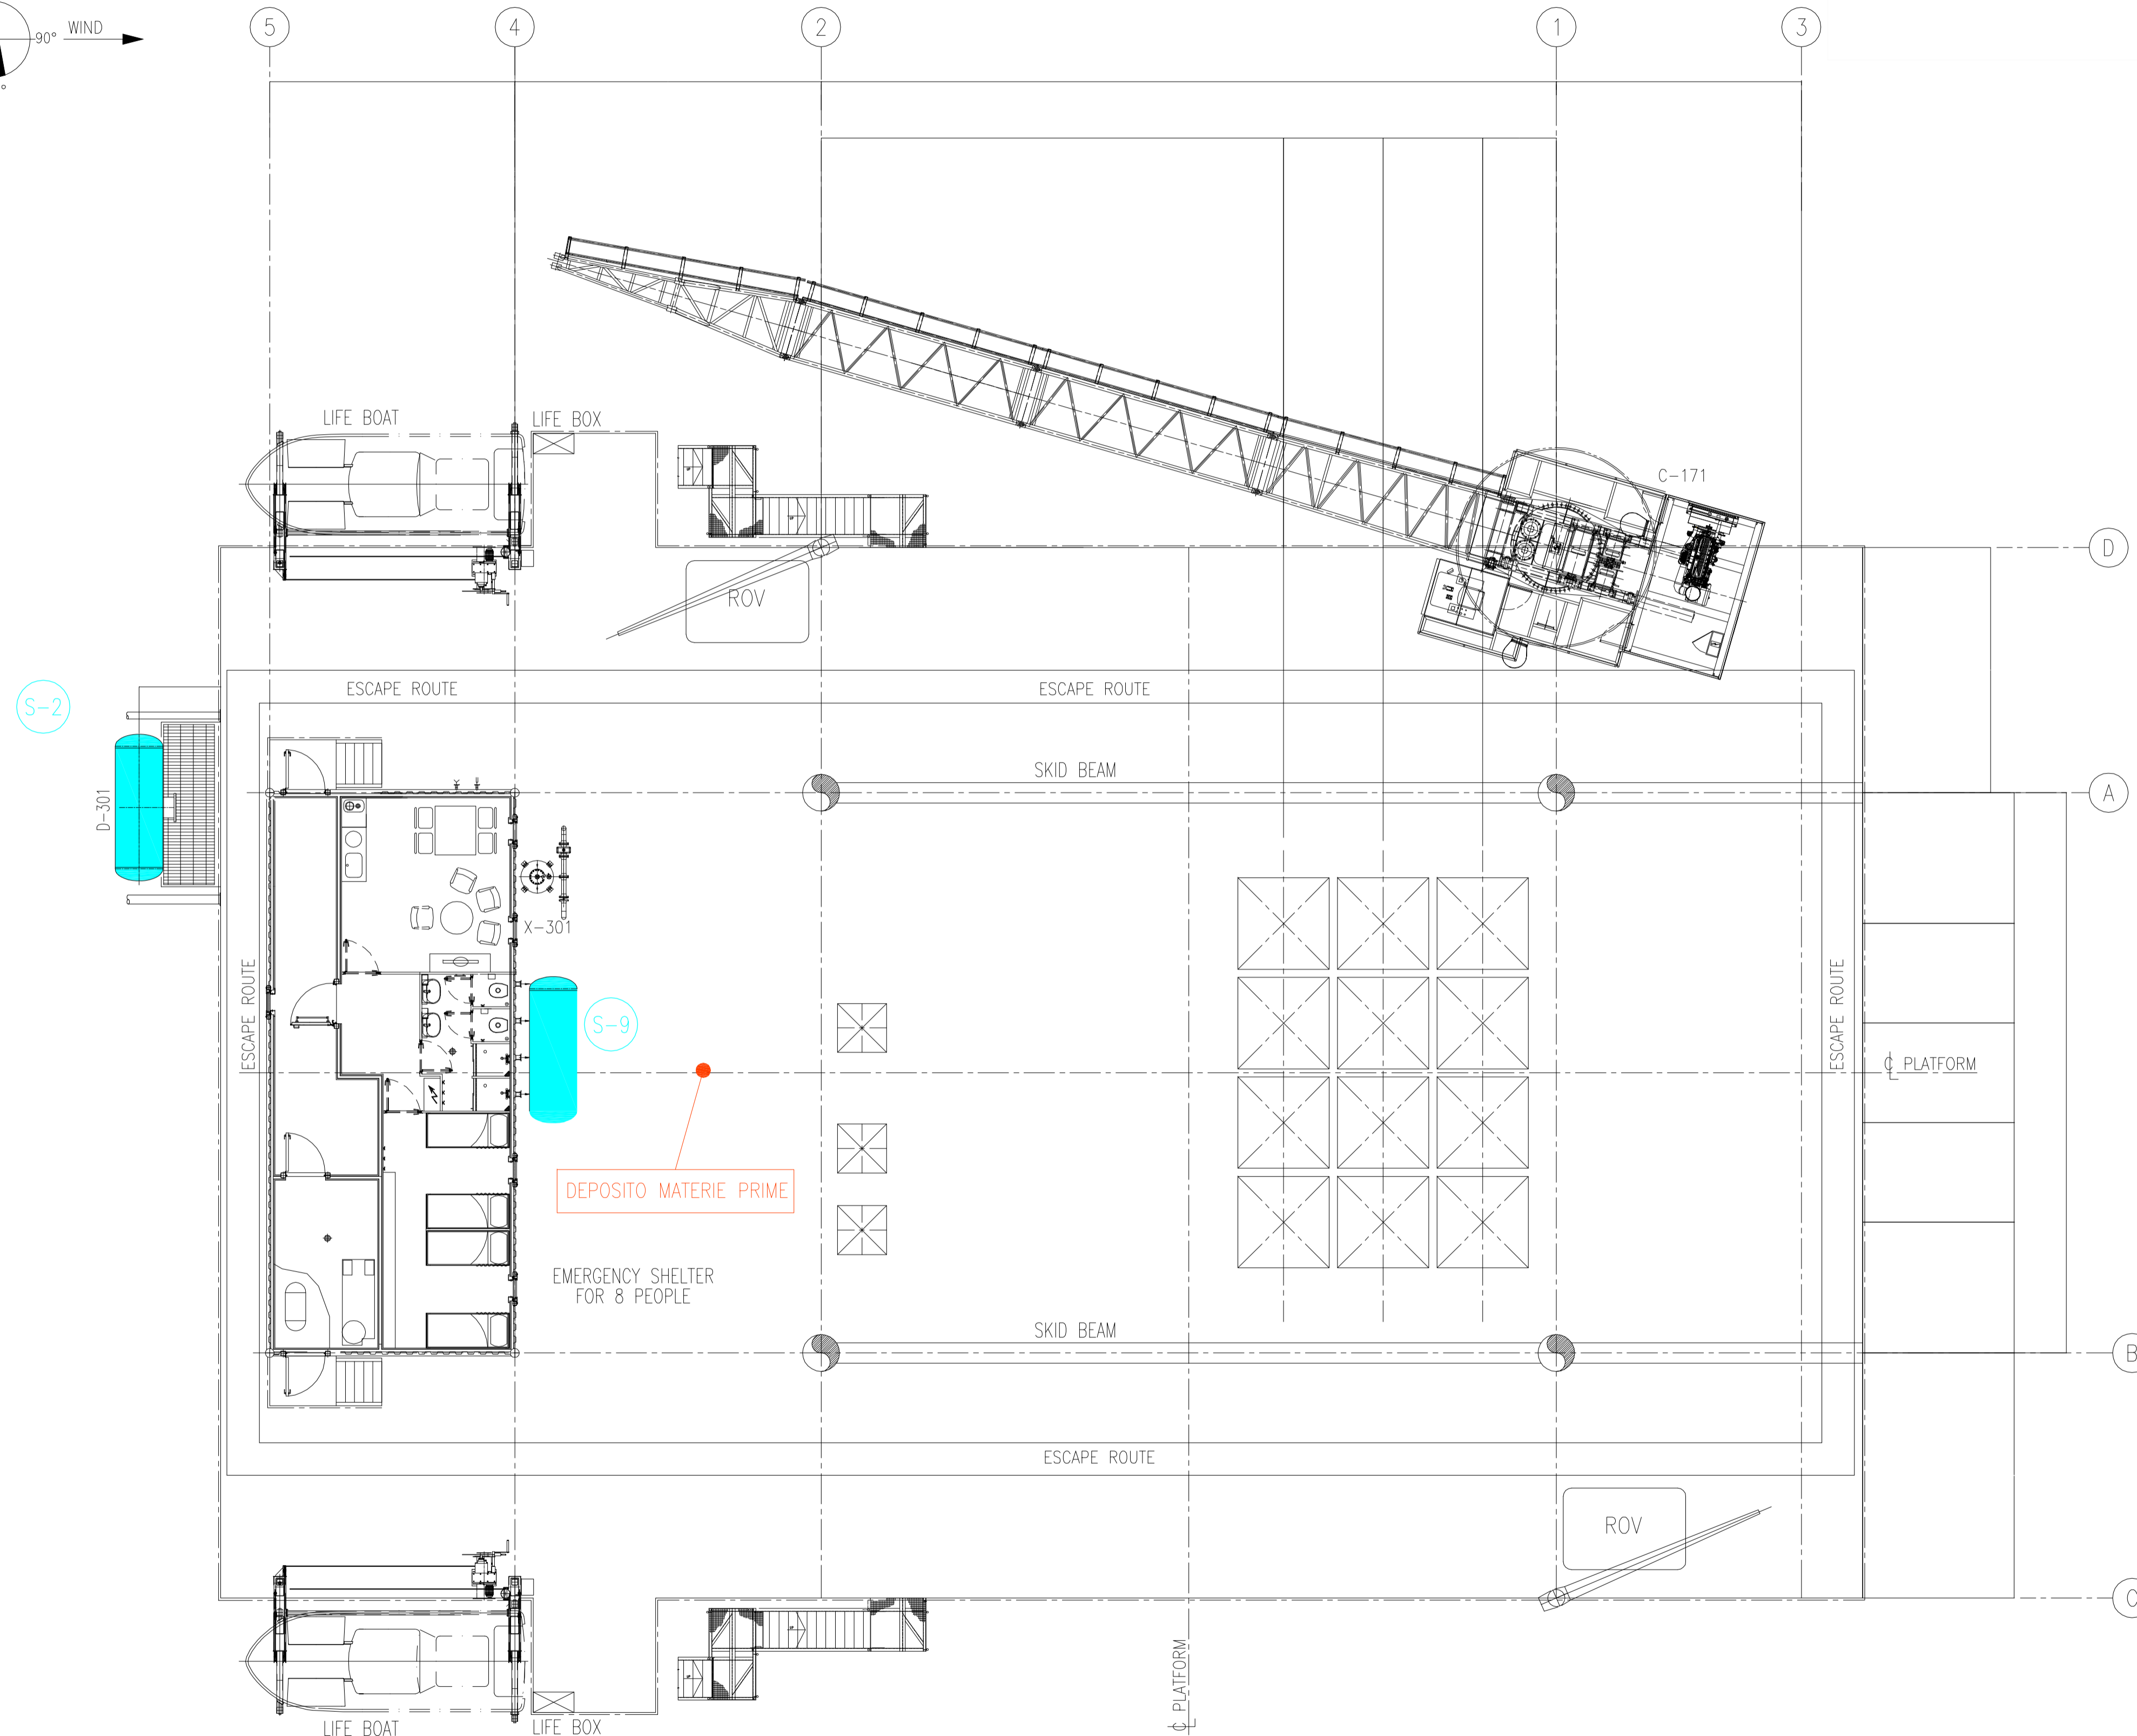 5
4
2
1
3
90° WIND
°
LIFE BOAT
LIFE BOX
C-171
D
ROV
ESCAPE ROUTE
ESCAPE ROUTE
S-2
SKID BEAM
A
D-301
X-301
ESCAPE ROUTE
ESCAPE ROUTE
S-9
C PLATFORM
DEPOSITO MATERIE PRIME
EMERGENCY SHELTER
FOR 8 PEOPLE
SKID BEAM
B
ESCAPE ROUTE
ROV
C
C PLATFORM
LIFE BOAT
LIFE BOX